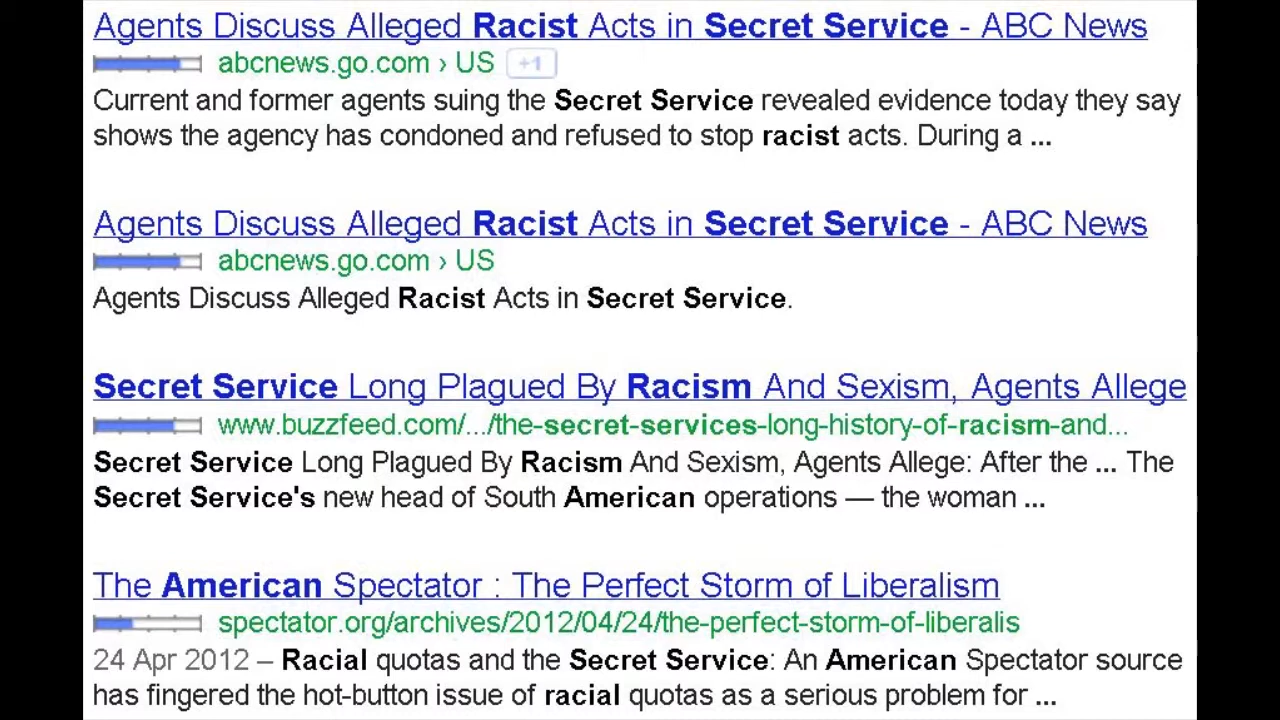 Agents Discuss Alleged Racist Acts in Secret Service - ABC News
abcnews.go.com › US +1
Current and former agents suing the Secret Service revealed evidence today they say
shows the agency has condoned and refused to stop racist acts. During a ...
Agents Discuss Alleged Racist Acts in Secret Service - ABC News
abcnews.go.com › US
Agents Discuss Alleged Racist Acts in Secret Service.
Secret Service Long Plagued By Racism And Sexism, Agents Allege
www.buzzfeed.com/.../the-secret-services-long-history-of-racism-and...
Secret Service Long Plagued By Racism And Sexism, Agents Allege: After the ... The
Secret Service's new head of South American operations — the woman ...
The American Spectator : The Perfect Storm of Liberalism
spectator.org/archives/2012/04/24/the-perfect-storm-of-liberalis
24 Apr 2012 – Racial quotas and the Secret Service: An American Spectator source
has fingered the hot-button issue of racial quotas as a serious problem for ...